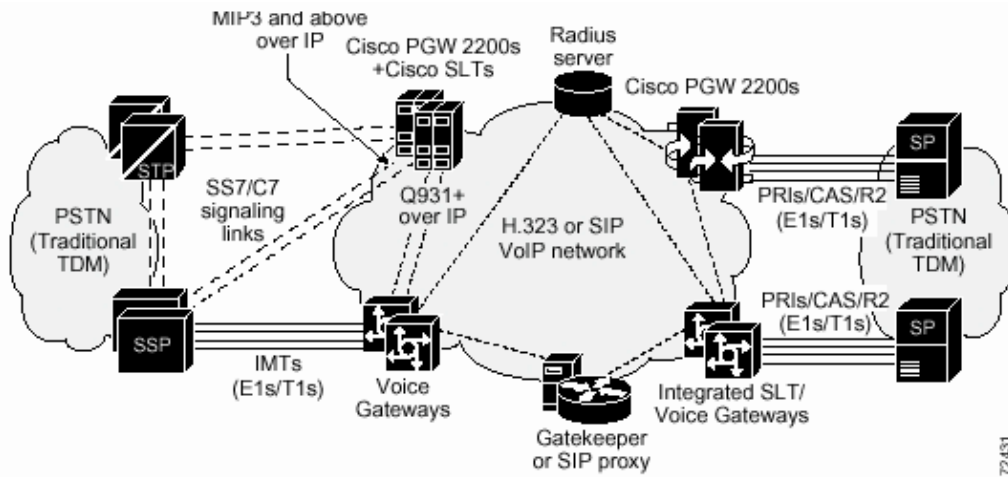 MIP3 and above
over IP
Cisco PGW 2200s
+Cisco SLTs
Radius
server
Cisco PGW 2200s
STP
SP
SS7/C7
signaling
links
Q931+
over IP
PRIs/CAS/R2
(E1s/T1s)
PSTN
(Traditional
TDM)
H.323 or SIP
VoIP network
PSTN
(Traditional
TDM)
PRIs/CAS/R2
(E1s/T1s)
SSP
SP
IMTs
(E1s/T1s)
Voice
Gateways
Integrated SLT/
Voice Gateways
Gatekeeper
or SIP proxy
72431